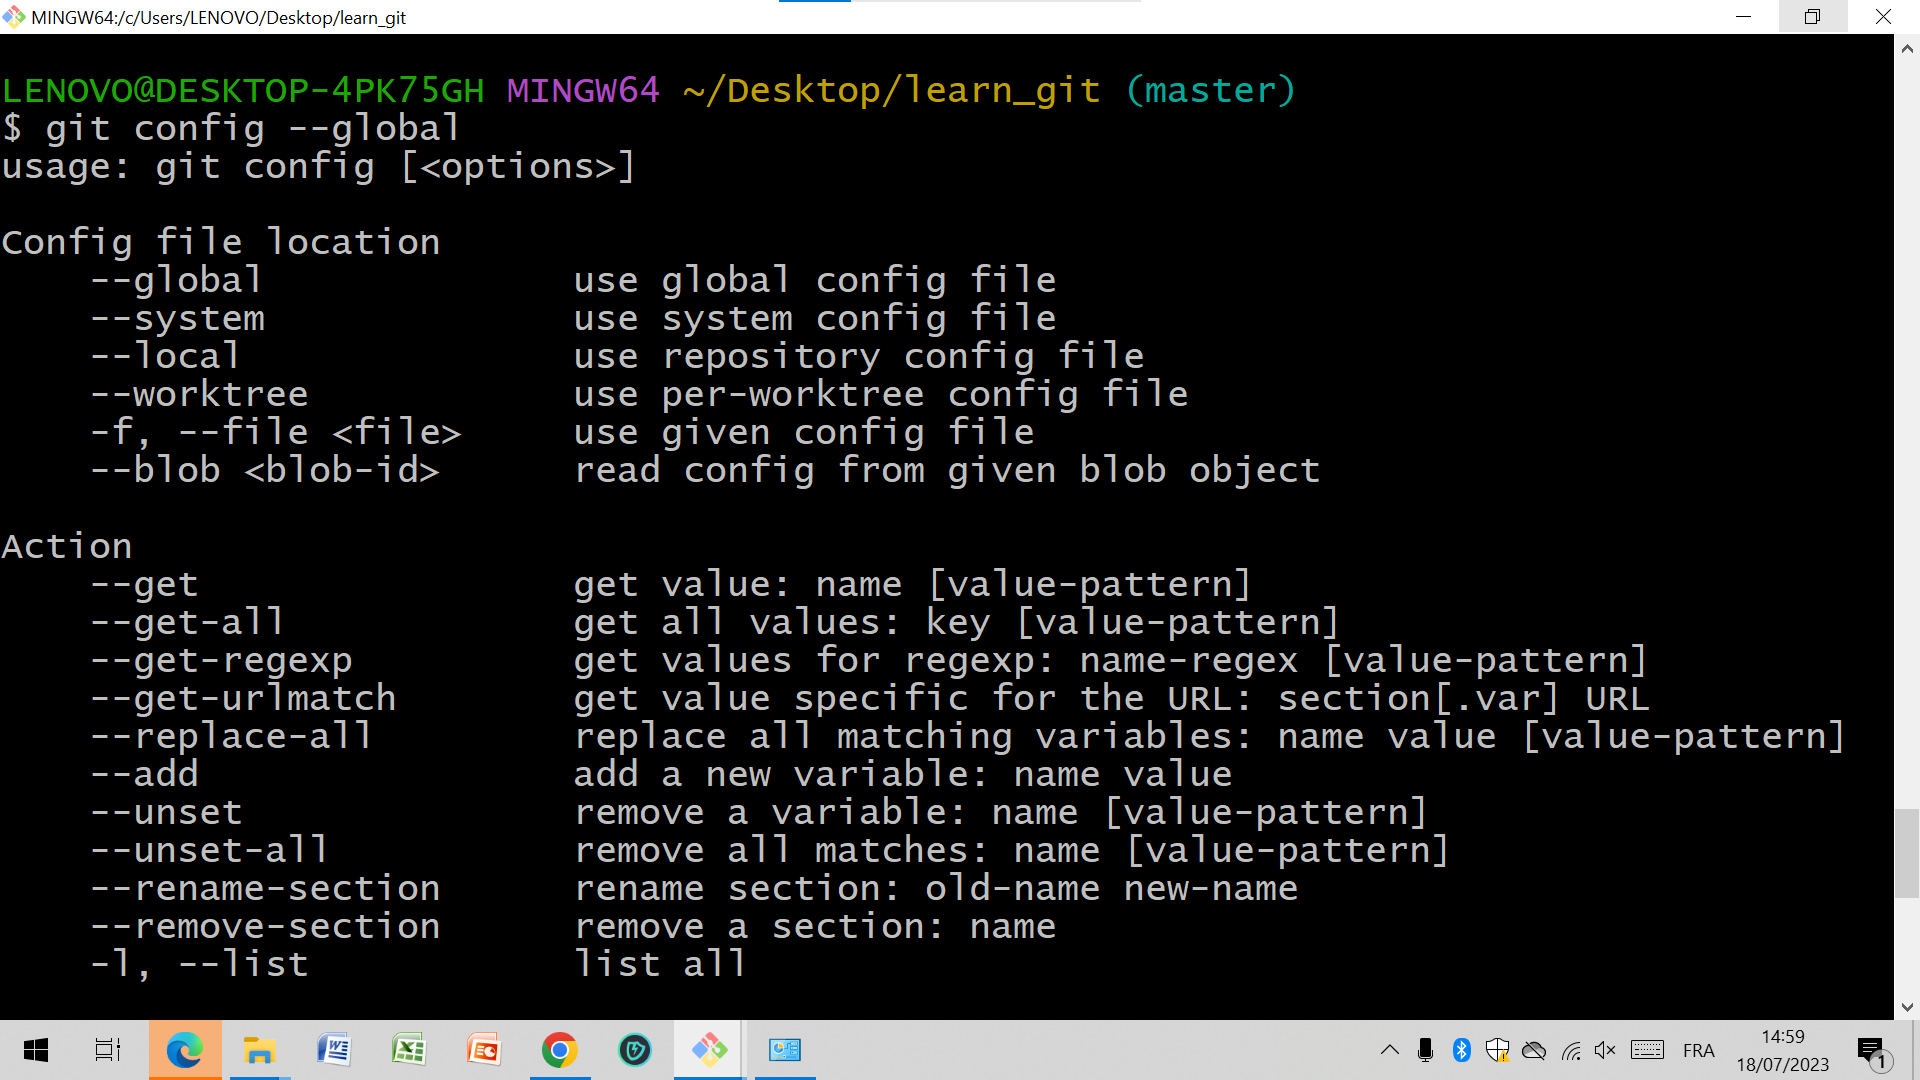 MINGW64:/c/Users/LENOVO/Desktop/learn_git
LENOVO@DESKTOP-4PK75GH MINGW64 ~/Desktop/learn_git (master)
$ git config --global
usage: git config [<options>]
Config file location
--global use global config file
--system use system config file
--local use repository config file
--worktree use per-worktree config file
-f, --file <file> use given config file
--blob <blob-id> read config from given blob object
Action
--get get value: name [value-pattern]
--get-all get all values: key [value-pattern]
--get-regexp get values for regexp: name-regex [value-pattern]
--get-urlmatch get value specific for the URL: section[.var] URL
--replace-all replace all matching variables: name value [value-pattern]
--add add a new variable: name value
--unset remove a variable: name [value-pattern]
--unset-all remove all matches: name [value-pattern]
--rename-section rename section: old-name new-name
--remove-section remove a section: name
-l, --list list all
FRA
14:59
18/07/2023
1